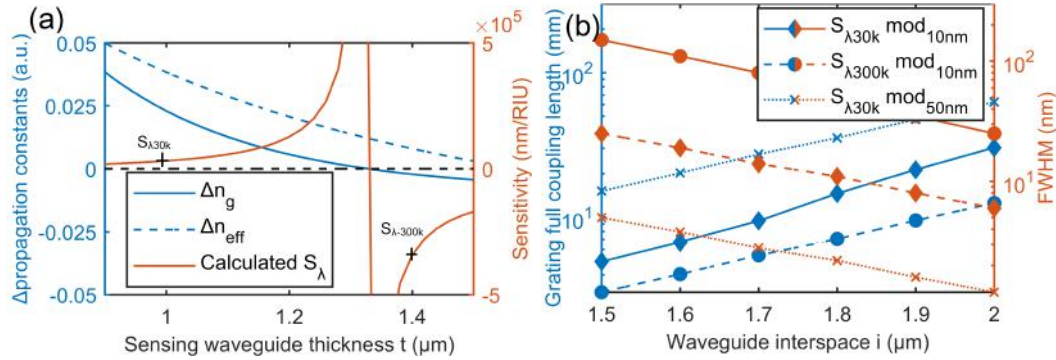 (a)
×10^5
0.05
0.025
0
-0.025
-0.05
Δpropagation constants (a.u.)
S_λ30k
S_λ-300k
Δn_g
Δn_eff
Calculated S_λ
5
0
-5
Sensitivity (nm/RIU)
1
1.2
1.4
Sensing waveguide thickness t (μm)
(b)
Grating full coupling length (mm)
10^2
10^1
S_λ30k mod_10nm
S_λ300k mod_10nm
S_λ30k mod_50nm
10^2
10^1
FWHM (nm)
1.5
1.6
1.7
1.8
1.9
2
Waveguide interspace i (μm)